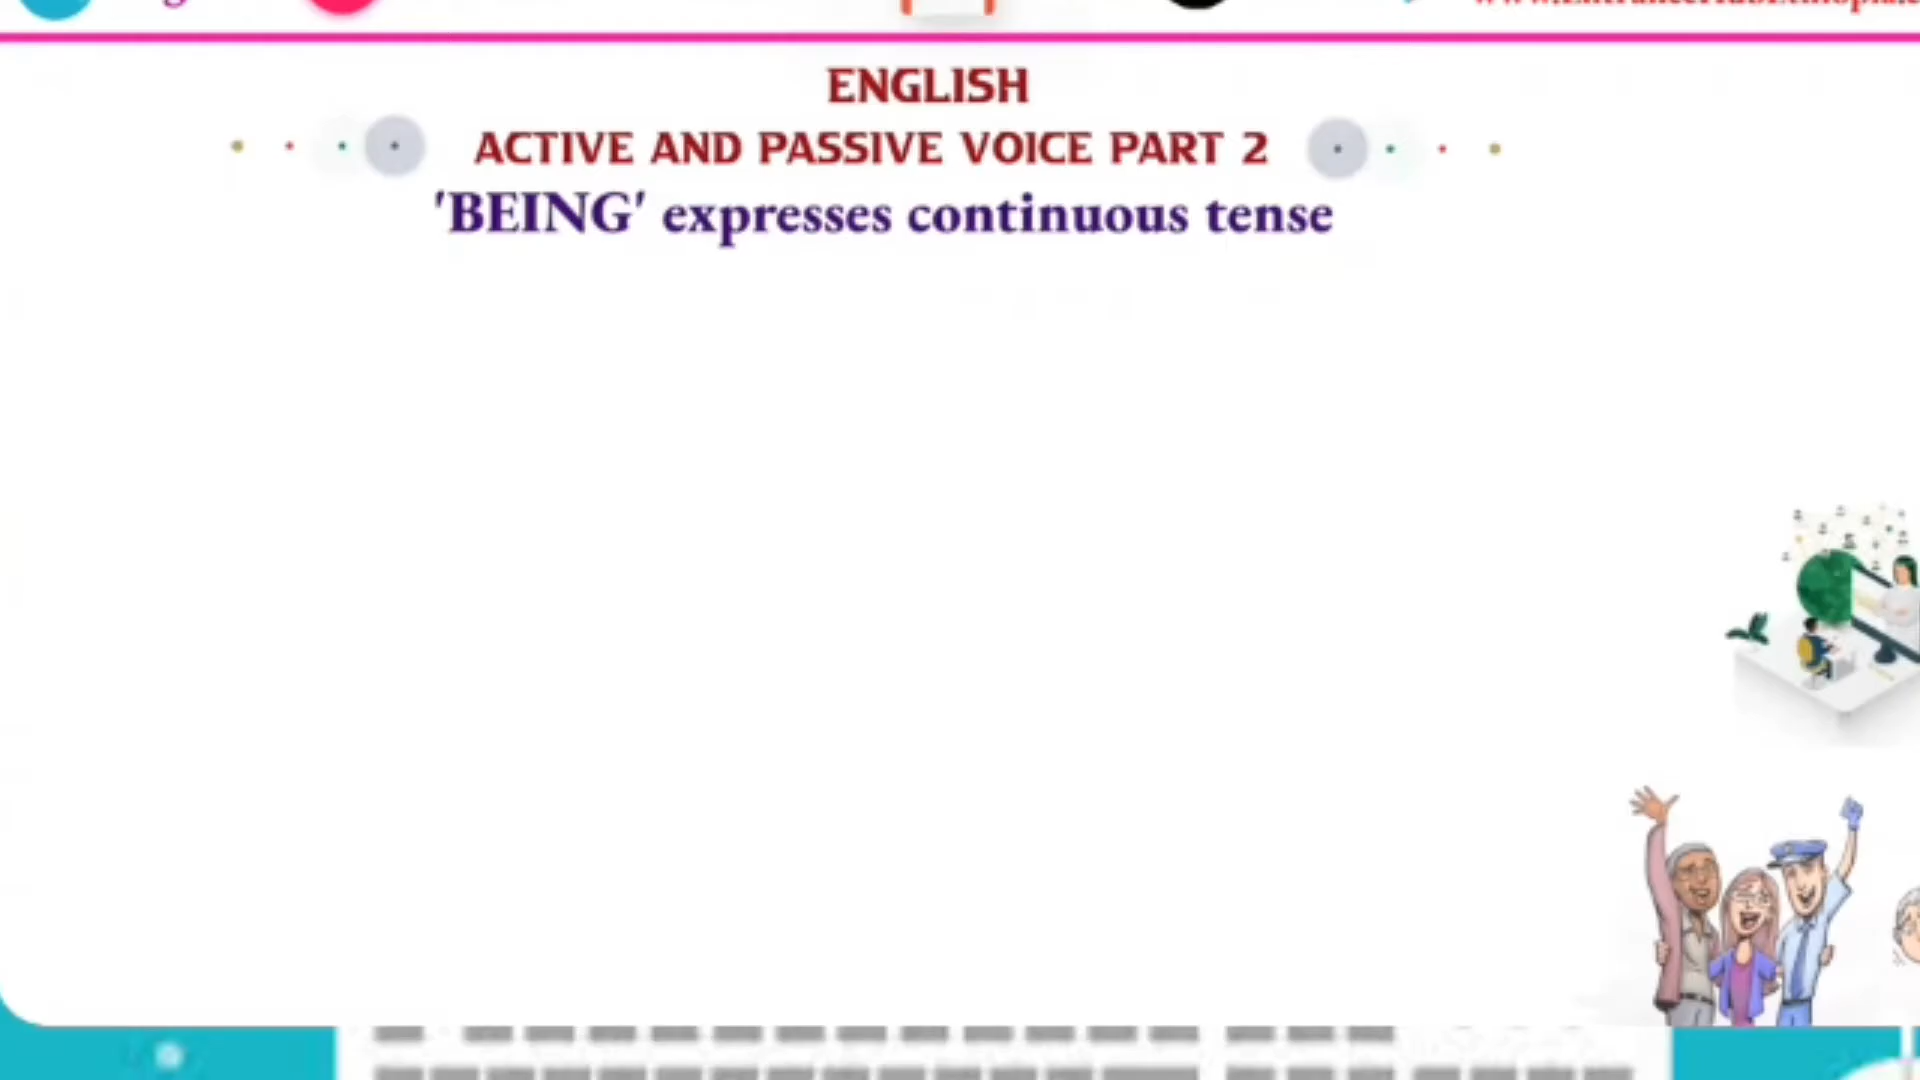 ENGLISH
ACTIVE AND PASSIVE VOICE PART 2
'BEING' expresses continuous tense